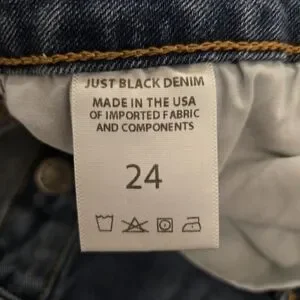 JUST BLACK DENIM
MADE IN THE USA
OF IMPORTED FABRIC
AND COMPONENTS
24